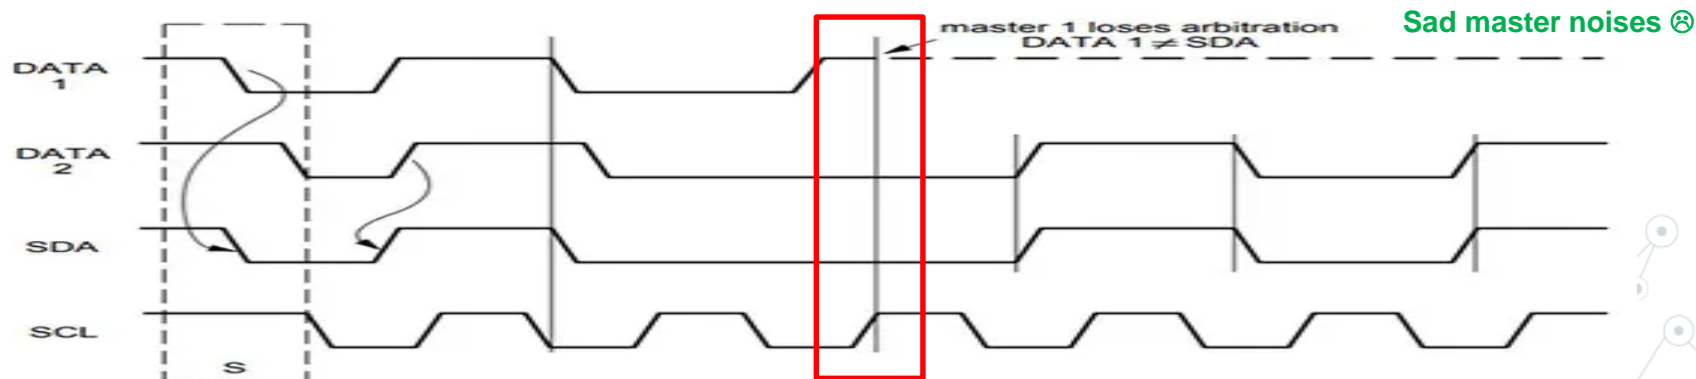 master 1 loses arbitration
DATA 1 ≠ SDA
Sad master noises ☹
DATA
1
DATA
2
SDA
SCL
S